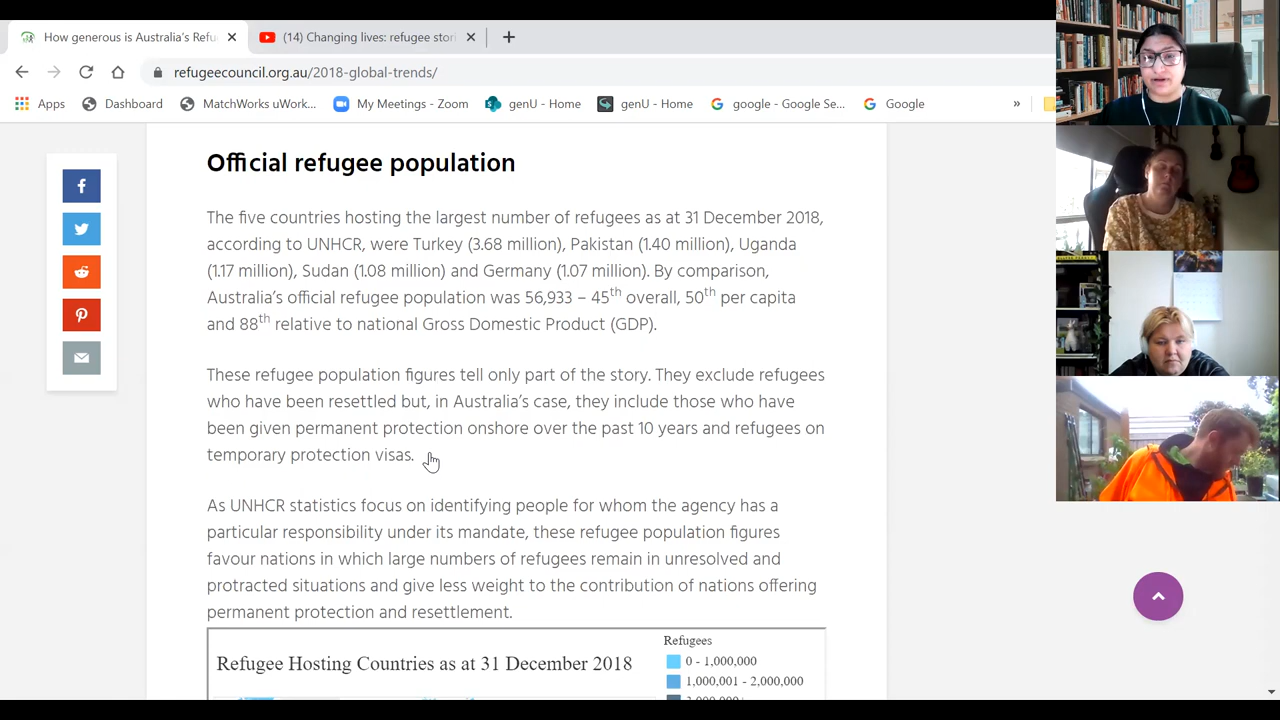 How generous is Australia's Refu
(14) Changing lives: refugee stor
refugeecouncil.org.au/2018-global-trends/
Apps
Dashboard
MatchWorks uWork...
My Meetings - Zoom
genU - Home
genU - Home
google - Google Se...
Google
»
Official refugee population
The five countries hosting the largest number of refugees as at 31 December 2018,
according to UNHCR, were Turkey (3.68 million), Pakistan (1.40 million), Uganda
(1.17 million), Sudan (1.08 million) and Germany (1.07 million). By comparison,
Australia's official refugee population was 56,933 – 45th overall, 50th per capita
and 88th relative to national Gross Domestic Product (GDP).
These refugee population figures tell only part of the story. They exclude refugees
who have been resettled but, in Australia's case, they include those who have
been given permanent protection onshore over the past 10 years and refugees on
temporary protection visas.
As UNHCR statistics focus on identifying people for whom the agency has a
particular responsibility under its mandate, these refugee population figures
favour nations in which large numbers of refugees remain in unresolved and
protracted situations and give less weight to the contribution of nations offering
permanent protection and resettlement.
Refugee Hosting Countries as at 31 December 2018
Refugees
0 - 1,000,000
1,000,001 - 2,000,000